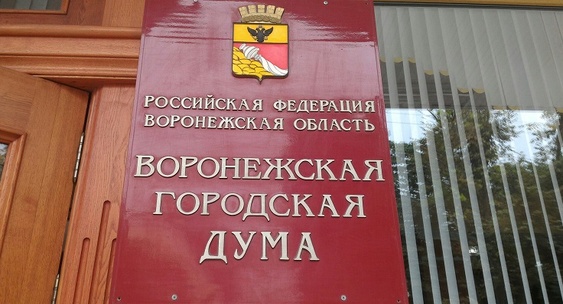 РОССИЙСКАЯ ФЕДЕРАЦИЯ
ВОРОНЕЖСКАЯ ОБЛАСТЬ
ВОРОНЕЖСКАЯ
ГОРОДСКАЯ
ДУМА